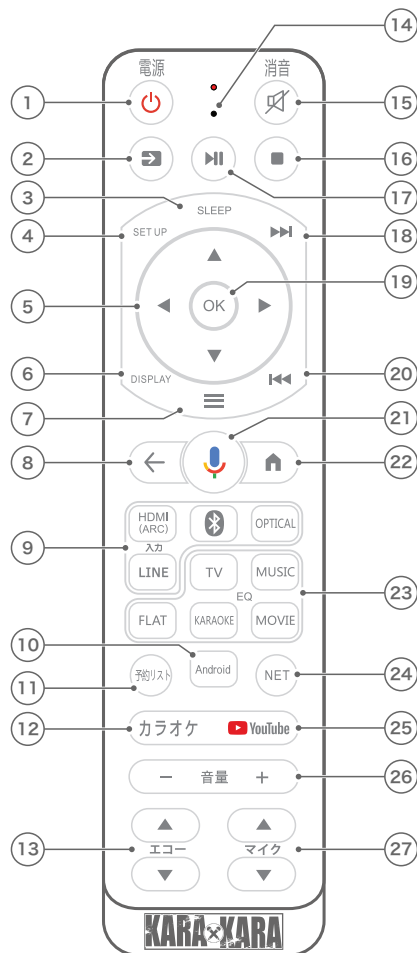 電源 消音
14
1 15
2 16
17
3 SLEEP
4 SET UP 18
19
5 OK
6 DISPLAY 20
7
21
8 22
HDMI (ARC) OPTICAL
9 入力
LINE TV MUSIC
EQ 23
FLAT KARAOKE MOVIE
10 Android
11 予約リスト NET 24
12 カラオケ YouTube 25
− 音量 + 26
13 エコー マイク 27
KARA KARA